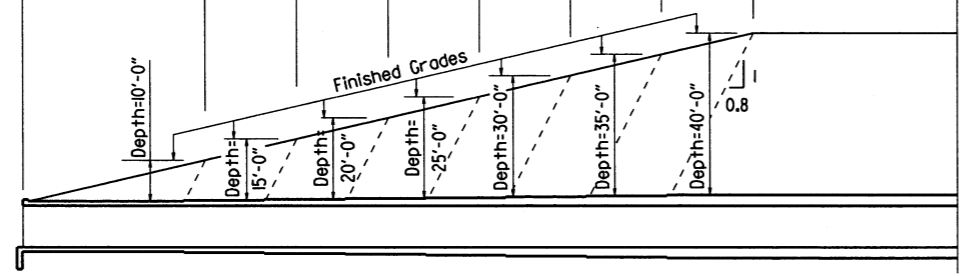 Finished Grades
Depth=10'-0"
Depth=
15'-0"
Depth=
20'-0"
Depth=
25'-0"
Depth=30'-0"
Depth=35'-0"
Depth=40'-0"
1
0.8